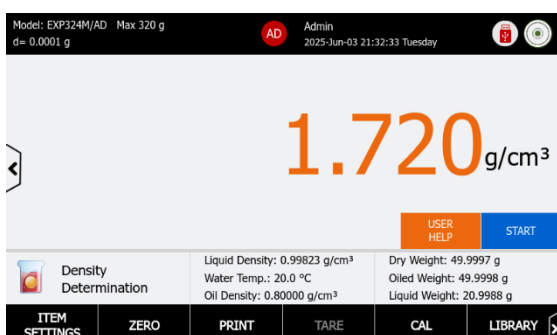 Model: EXP324M/AD Max 320 g
d= 0.0001 g
AD
Admin
2025-Jun-03 21:32:33 Tuesday
1.720 g/cm³
USER
HELP
START
Density
Determination
Liquid Density: 0.99823 g/cm³
Water Temp.: 20.0 °C
Oil Density: 0.80000 g/cm³
Dry Weight: 49.9997 g
Oiled Weight: 49.9998 g
Liquid Weight: 20.9988 g
ITEM
SETTINGS
ZERO
PRINT
TARE
CAL
LIBRARY